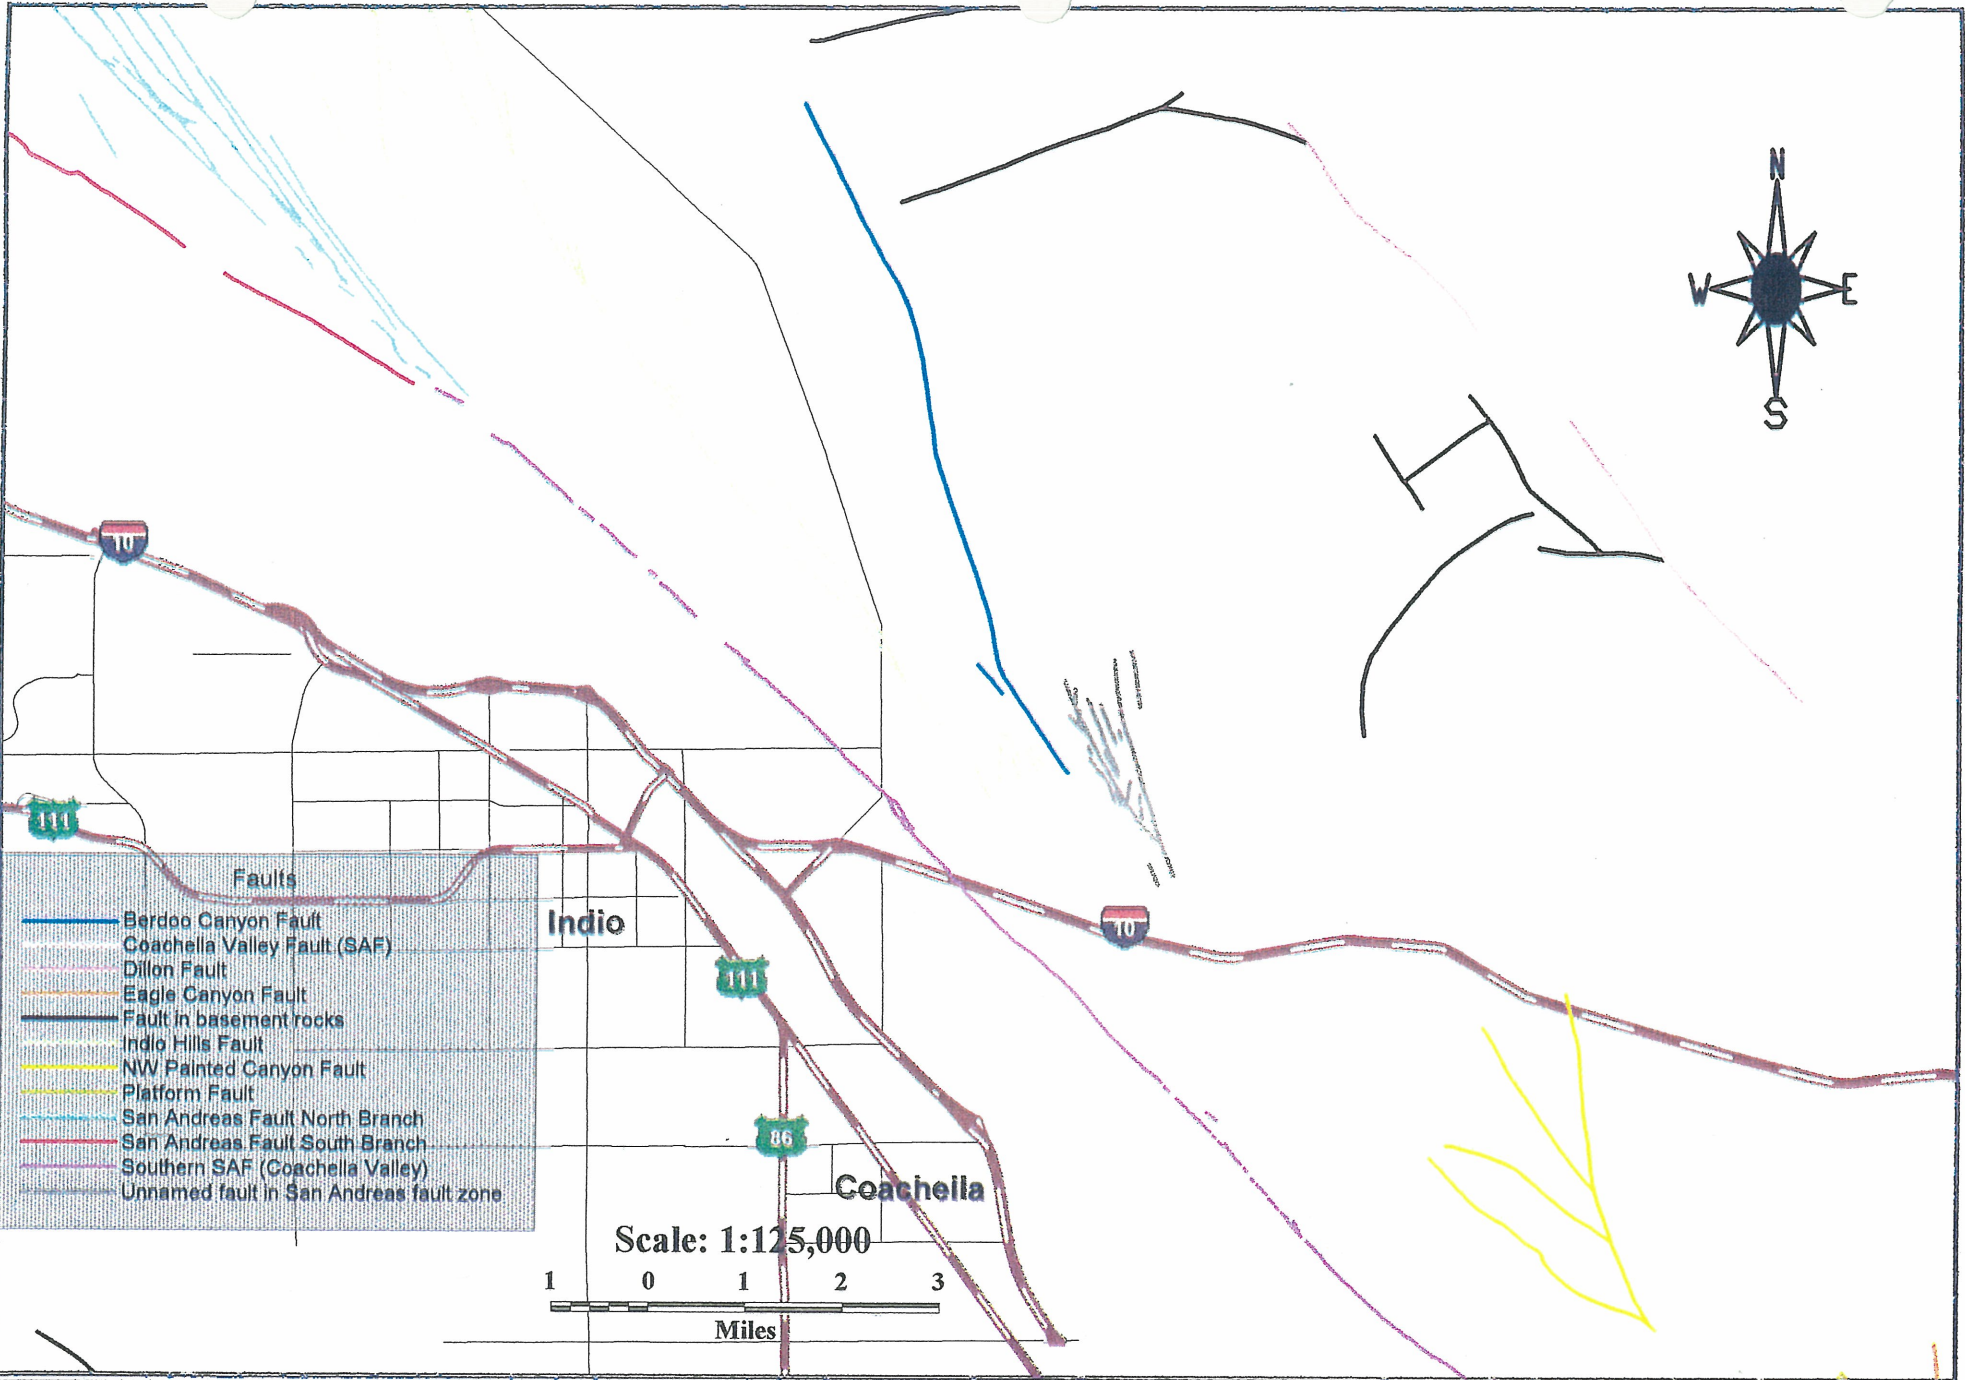 N
W E
S
10
111
Faults
Berdoo Canyon Fault
Coachella Valley Fault (SAF)
Dillon Fault
Eagle Canyon Fault
Fault in basement rocks
Indio Hills Fault
NW Painted Canyon Fault
Platform Fault
San Andreas Fault North Branch
San Andreas Fault South Branch
Southern SAF (Coachella Valley)
Unnamed fault in San Andreas fault zone
Indio
10
111
86
Coachella
Scale: 1:125,000
1 0 1 2 3
Miles